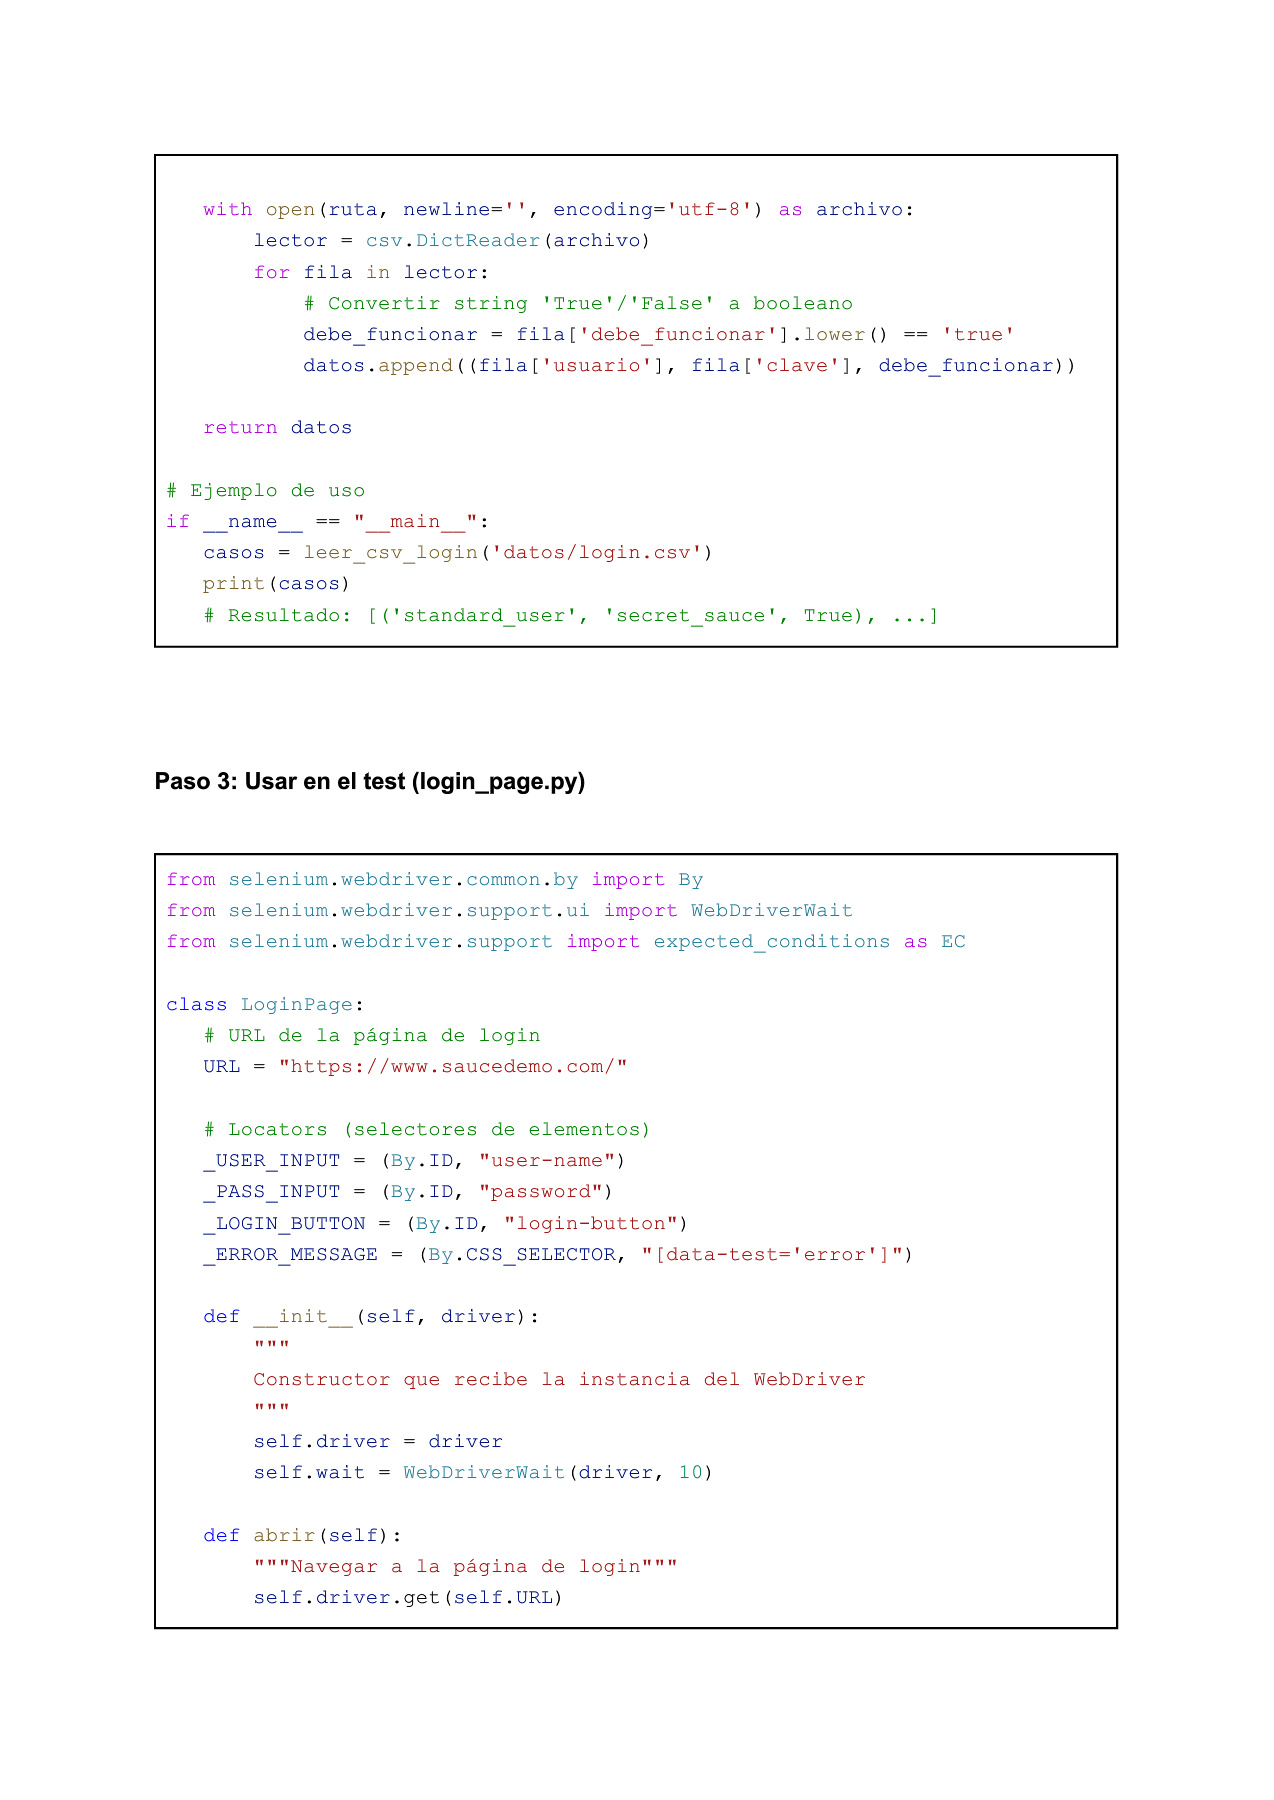 with open(ruta, newline='', encoding='utf-8') as archivo:
lector = csv.DictReader(archivo)
for fila in lector:
# Convertir string 'True'/'False' a booleano
debe_funcionar = fila['debe_funcionar'].lower() == 'true'
datos.append((fila['usuario'], fila['clave'], debe_funcionar))
return datos
# Ejemplo de uso
if __name__ == "__main__":
casos = leer_csv_login('datos/login.csv')
print(casos)
# Resultado: [('standard_user', 'secret_sauce', True), ...]
Paso 3: Usar en el test (login_page.py)
from selenium.webdriver.common.by import By
from selenium.webdriver.support.ui import WebDriverWait
from selenium.webdriver.support import expected_conditions as EC
class LoginPage:
# URL de la página de login
URL = "https://www.saucedemo.com/"
# Locators (selectores de elementos)
_USER_INPUT = (By.ID, "user-name")
_PASS_INPUT = (By.ID, "password")
_LOGIN_BUTTON = (By.ID, "login-button")
_ERROR_MESSAGE = (By.CSS_SELECTOR, "[data-test='error']")
def __init__(self, driver):
"""
Constructor que recibe la instancia del WebDriver
"""
self.driver = driver
self.wait = WebDriverWait(driver, 10)
def abrir(self):
"""Navegar a la página de login"""
self.driver.get(self.URL)